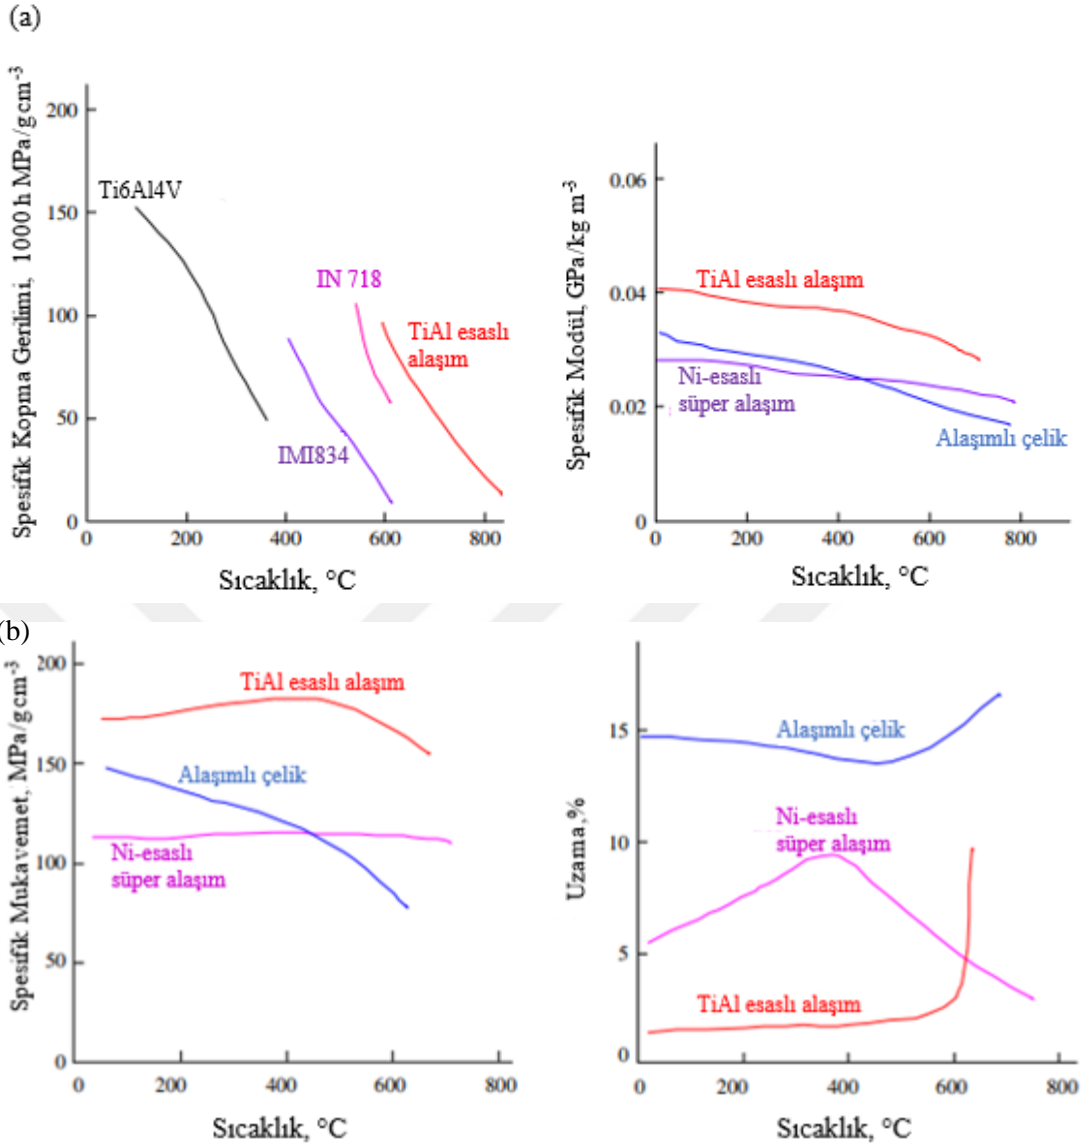 (a)
Spesifik Kopma Gerilimi, 1000 h MPa/gcm⁻³
200
150
100
50
0
Ti6Al4V
IN 718
TiAl esaslı
alaşım
IMI834
0
200
400
600
800
Sıcaklık, °C
Spesifik Modül, GPa/kg m⁻³
0.06
0.04
0.02
0
TiAl esaslı alaşım
Ni-esaslı
süper alaşım
Alaşımlı çelik
0
200
400
600
800
Sıcaklık, °C
(b)
Spesifik Mukavemet, MPa/gcm⁻³
200
150
100
50
0
TiAl esaslı alaşım
Alaşımlı çelik
Ni-esaslı
süper alaşım
0
200
400
600
800
Sıcaklık, °C
Uzama,%
15
10
5
0
Alaşımlı çelik
Ni-esaslı
süper alaşım
TiAl esaslı alaşım
0
200
400
600
800
Sıcaklık, °C